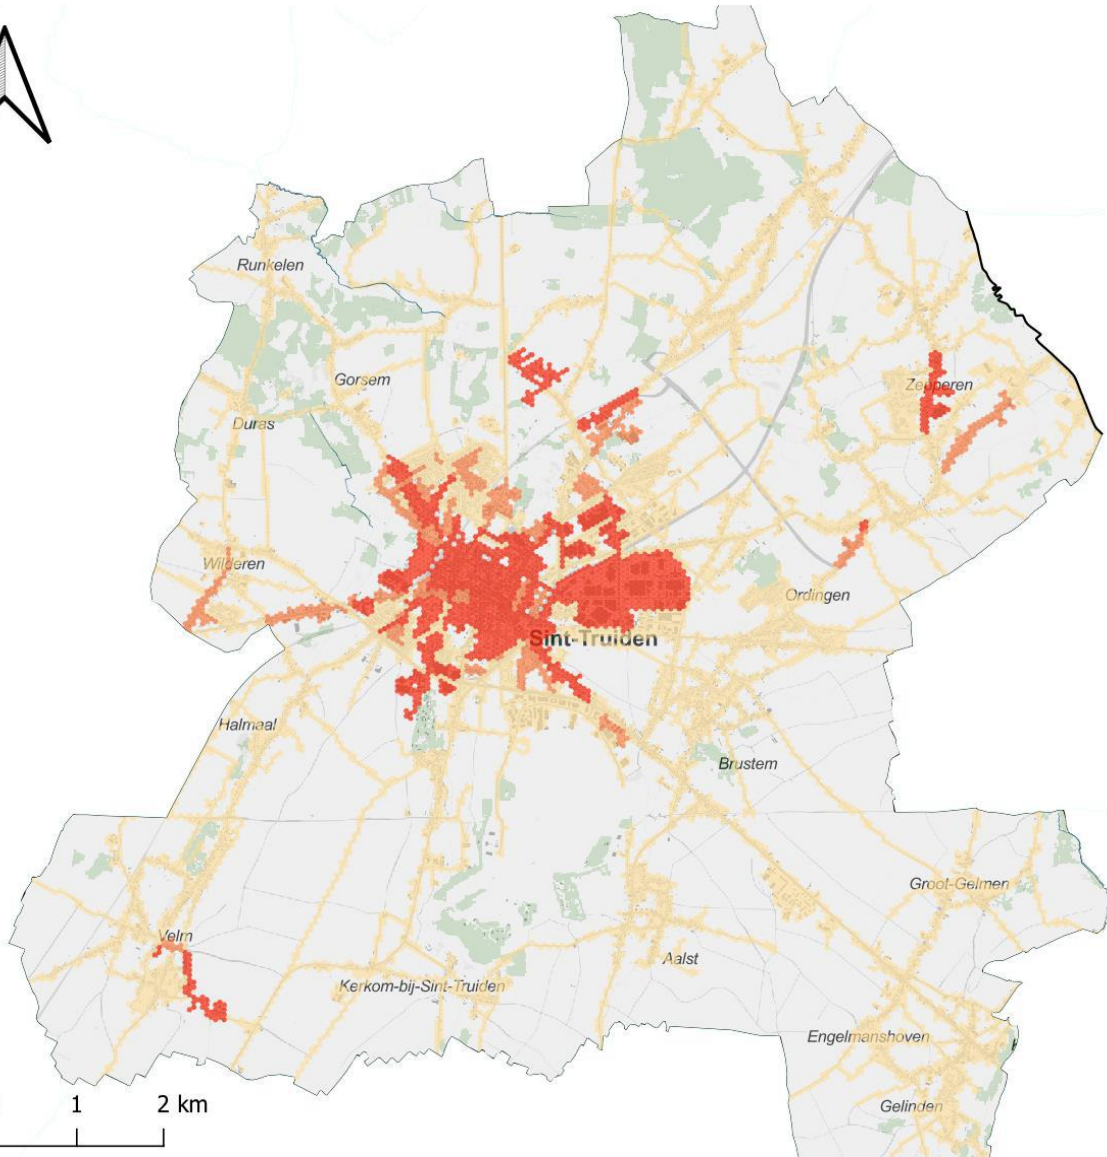 Runkelen
Gorsem
Zepperen
Duras
Wilderen
Ordingen
Sint-Truiden
Halmaal
Brustem
Groot-Gelmen
Velm
Aalst
Kerkom-bij-Sint-Truiden
Engelmanshoven
1 2 km
Gelinden